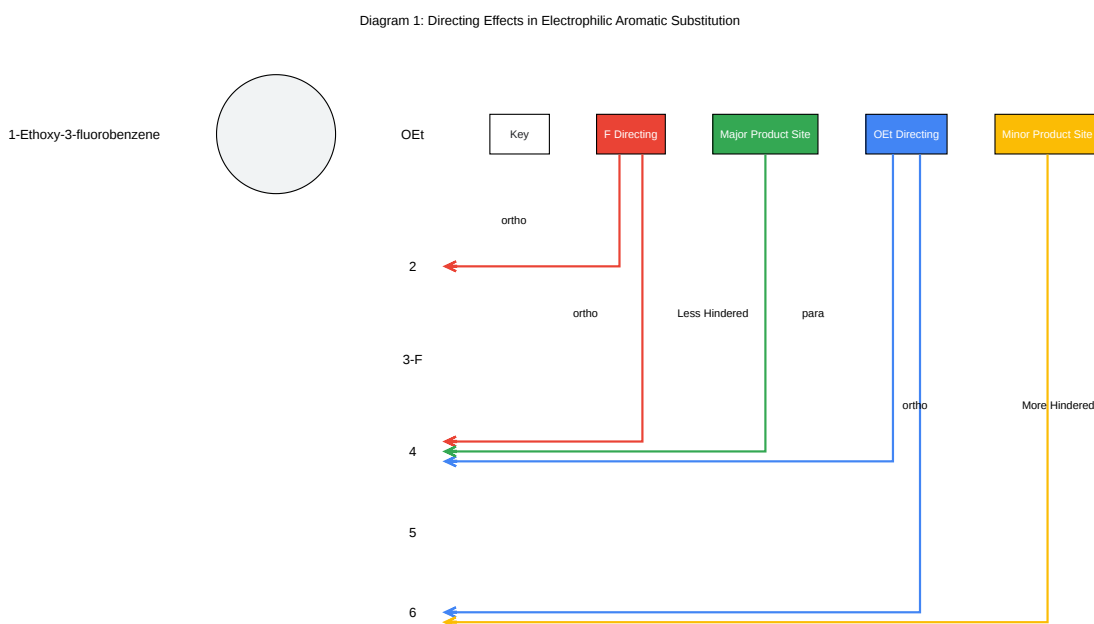 Diagram 1: Directing Effects in Electrophilic Aromatic Substitution
1-Ethoxy-3-fluorobenzene
OEt
Key
F Directing
Major Product Site
OEt Directing
Minor Product Site
ortho
2
ortho
Less Hindered
para
3-F
ortho
More Hindered
4
5
6